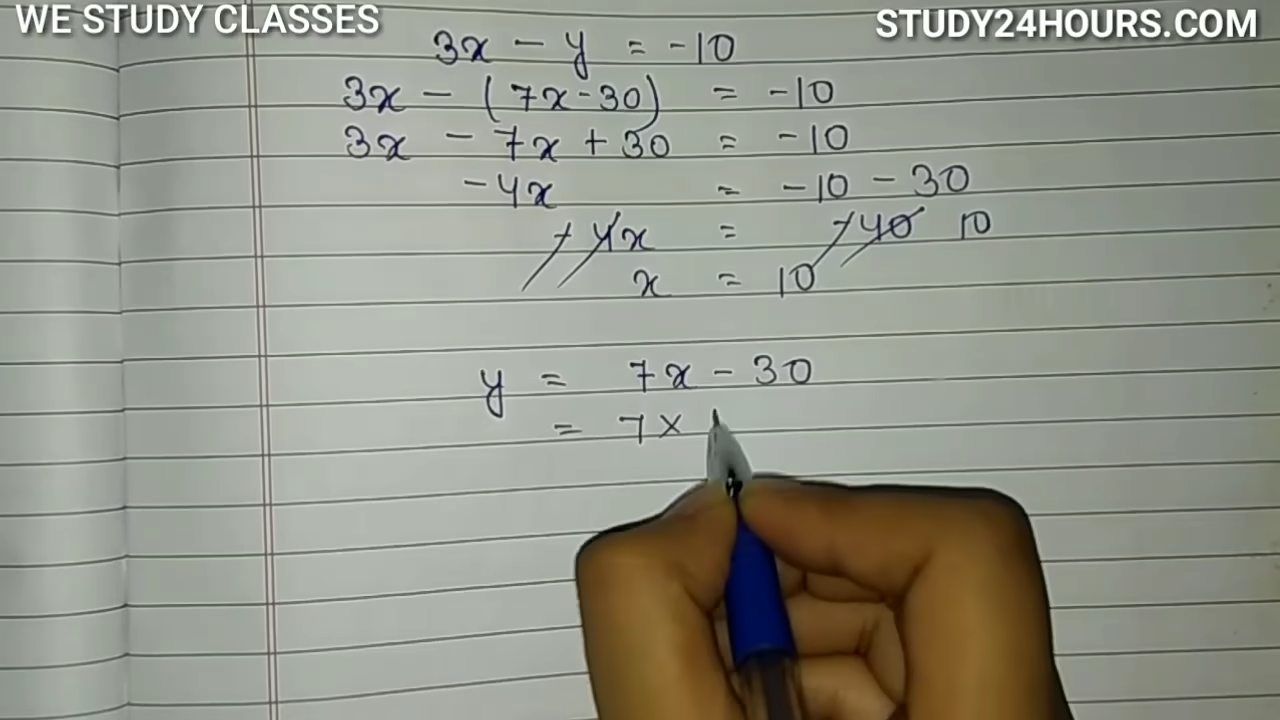 WE STUDY CLASSES
STUDY24HOURS.COM
3x - y = -10
3x - (7x - 30) = -10
3x - 7x + 30 = -10
-4x = -10 - 30
-4x = -40 10
x = 10
y = 7x - 30
= 7 ×